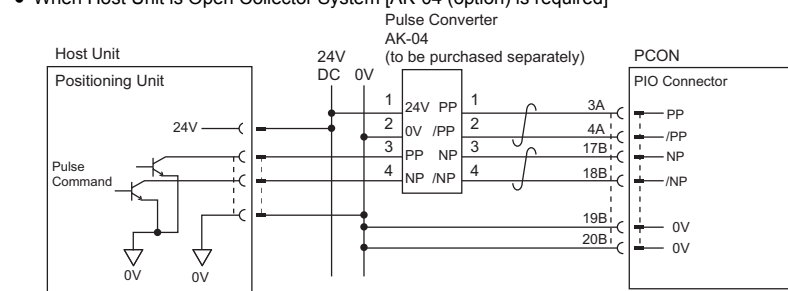 ● When Host Unit is Open Collector System [AK-04 (option) is required]
Pulse Converter
AK-04
(to be purchased separately)
Host Unit
24V
DC 0V
PCON
Positioning Unit
PIO Connector
24V
1 24V PP 1
2 0V /PP 2
3 PP NP 3
4 NP /NP 4
3A PP
4A /PP
17B NP
18B /NP
Pulse
Command
19B 0V
20B 0V
0V 0V